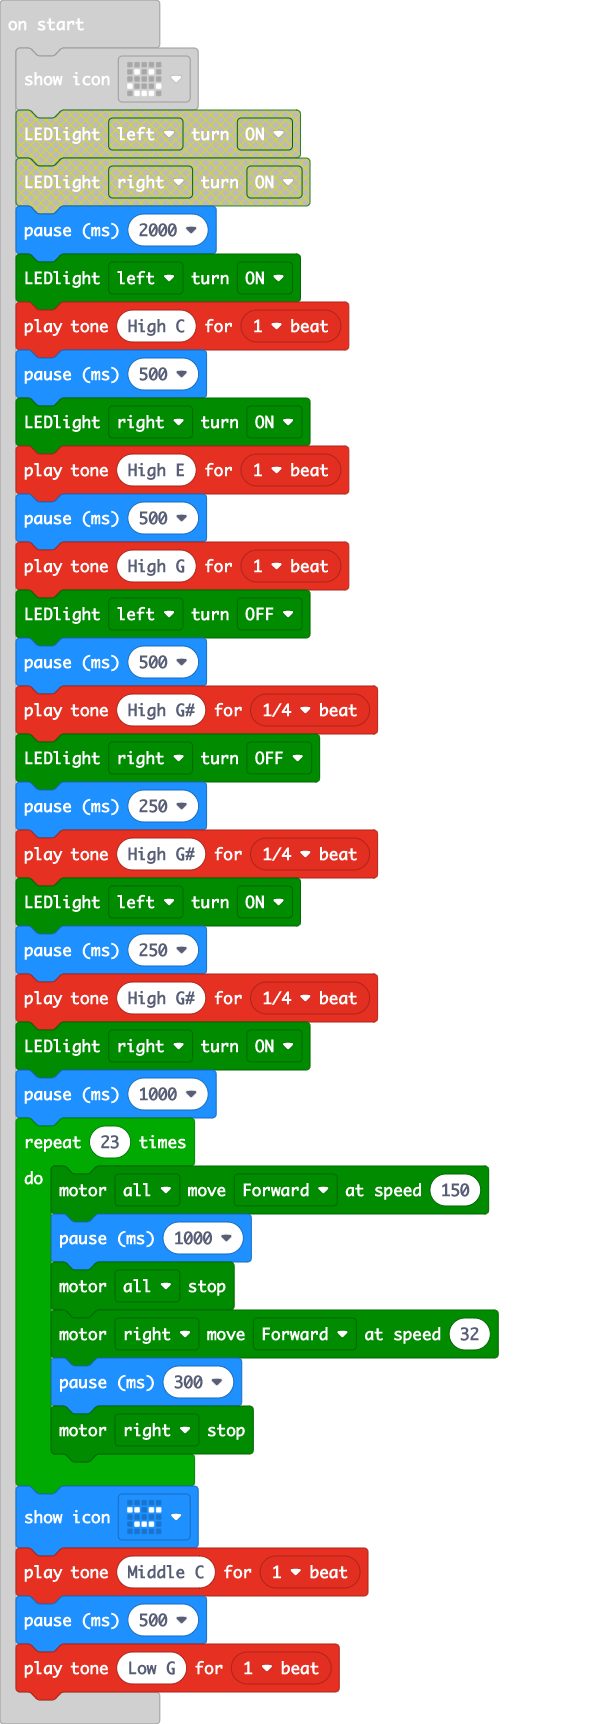 on start
show icon
LEDlight left turn ON
LEDlight right turn ON
pause (ms) 2000
LEDlight left turn ON
play tone High C for 1 beat
pause (ms) 500
LEDlight right turn ON
play tone High E for 1 beat
pause (ms) 500
play tone High G for 1 beat
LEDlight left turn OFF
pause (ms) 500
play tone High G# for 1/4 beat
LEDlight right turn OFF
pause (ms) 250
play tone High G# for 1/4 beat
LEDlight left turn ON
pause (ms) 250
play tone High G# for 1/4 beat
LEDlight right turn ON
pause (ms) 1000
repeat 23 times
do
motor all move Forward at speed 150
pause (ms) 1000
motor all stop
motor right move Forward at speed 32
pause (ms) 300
motor right stop
show icon
play tone Middle C for 1 beat
pause (ms) 500
play tone Low G for 1 beat